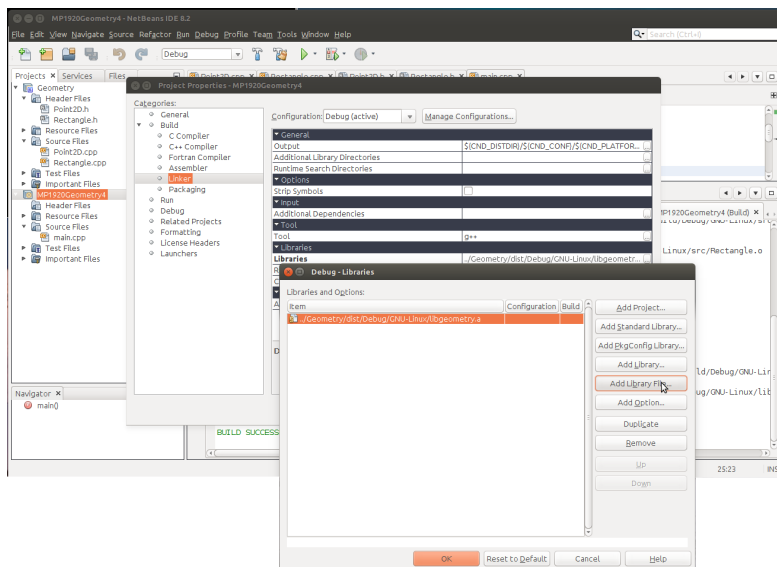 MP1920Geometry4 - NetBeans IDE 8.2
File Edit View Navigate Source Refactor Run Debug Profile Team Tools Window Help
Search (Ctrl+I)
Debug
Projects Services Files
Point2D.cpp Rectangle.cpp Point2D.h Rectangle.h main.cpp
Geometry
Header Files
Point2D.h
Rectangle.h
Resource Files
Source Files
Point2D.cpp
Rectangle.cpp
Test Files
Important Files
MP1920Geometry4
Header Files
Resource Files
Source Files
main.cpp
Test Files
Important Files
Navigator
main()
Project Properties - MP1920Geometry4
Categories:
General
Build
C Compiler
C++ Compiler
Fortran Compiler
Assembler
Linker
Packaging
Run
Debug
Related Projects
Formatting
License Headers
Launchers
Configuration: Debug (active) Manage Configurations...
General
Output ${CND_DISTDIR}/${CND_CONF}/${CND_PLATFOR...
Additional Library Directories
Runtime Search Directories
Options
Strip Symbols
Input
Additional Dependencies
Tool
Tool g++
Libraries
Libraries ../Geometry/dist/Debug/GNU-Linux/libgeometr...
MP1920Geometry4 (Build)
Linux/src/Rectangle.o
ld/Debug/GNU-Lin
ug/GNU-Linux/lib
BUILD SUCCESS
25:23 INS
Debug - Libraries
Libraries and Options:
Item Configuration Build
../Geometry/dist/Debug/GNU-Linux/libgeometry.a
Add Project...
Add Standard Library...
Add PkgConfig Library...
Add Library...
Add Library File...
Add Option...
Duplicate
Remove
Up
Down
OK Reset to Default Cancel Help